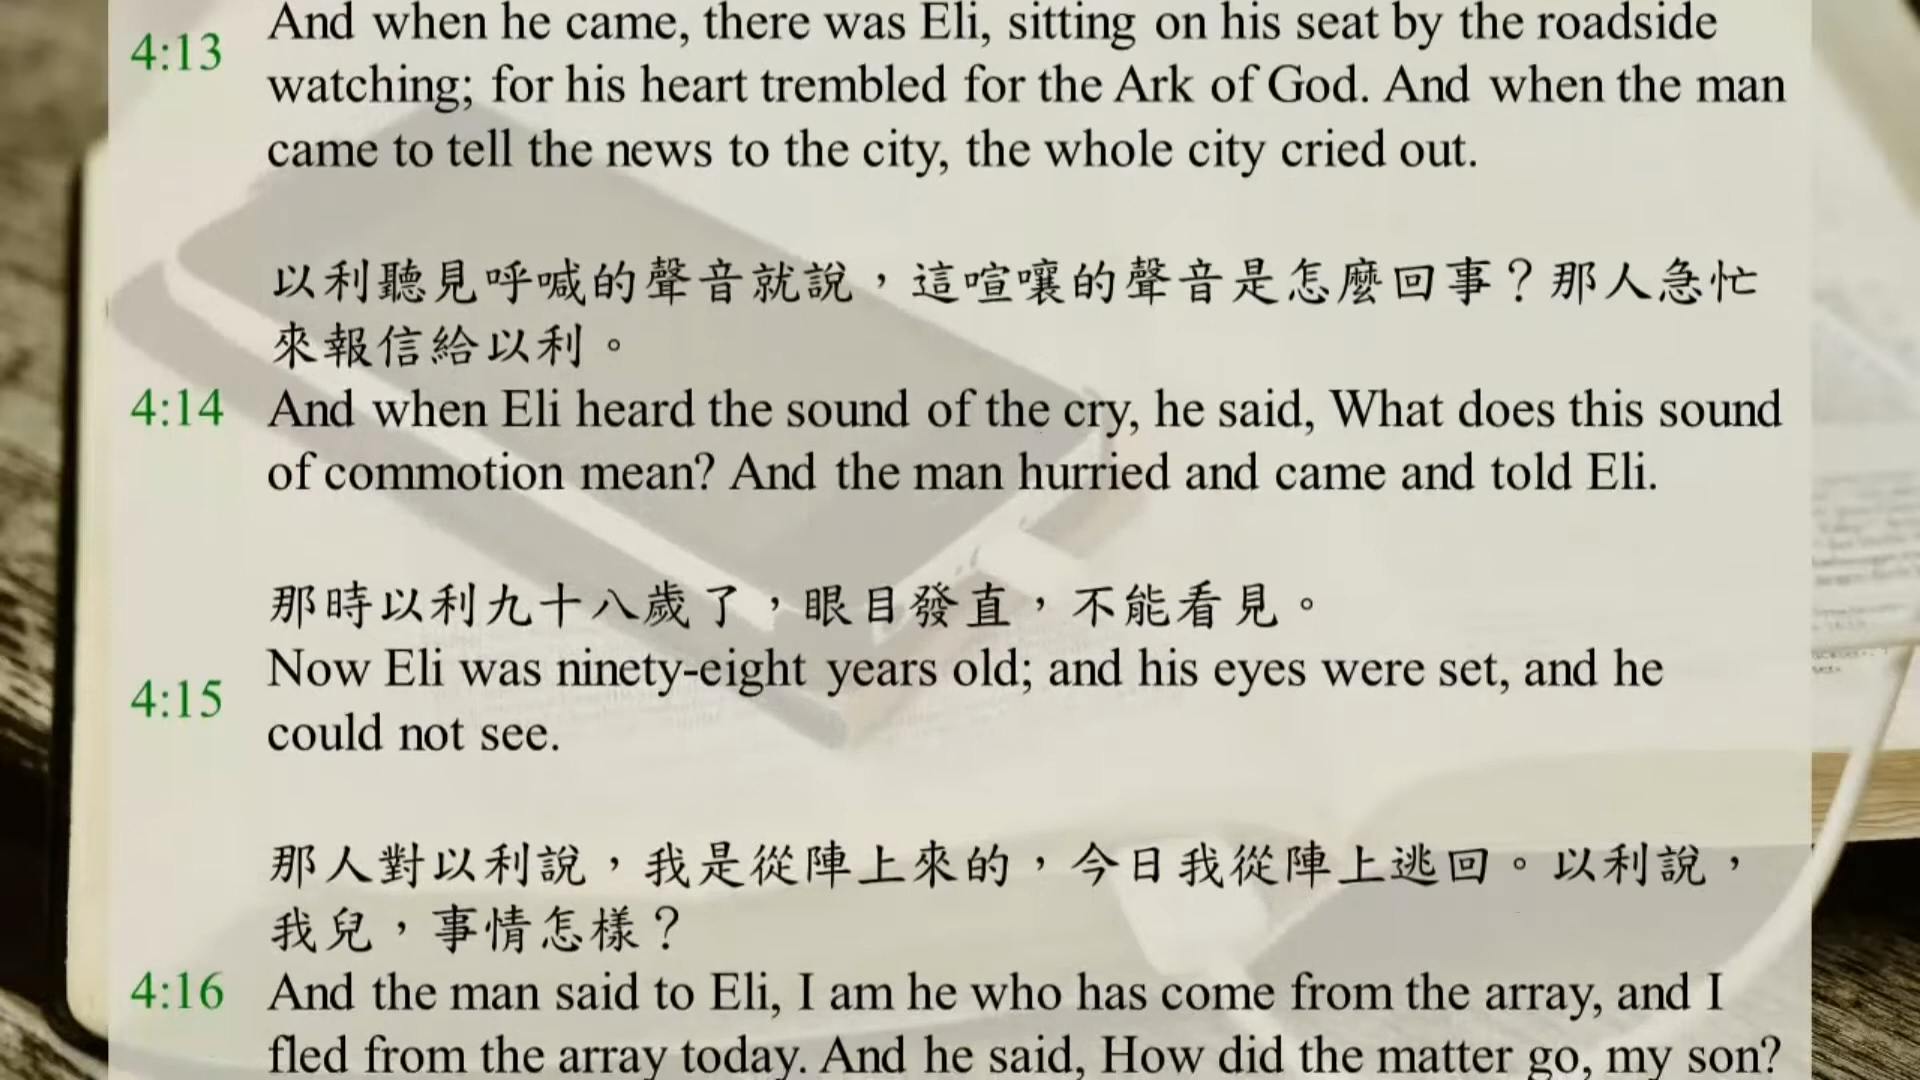 4:13
And when he came, there was Eli, sitting on his seat by the roadside
watching; for his heart trembled for the Ark of God. And when the man
came to tell the news to the city, the whole city cried out.
以利聽見呼喊的聲音就說，這喧嚷的聲音是怎麼回事？那人急忙
來報信給以利。
4:14
And when Eli heard the sound of the cry, he said, What does this sound
of commotion mean? And the man hurried and came and told Eli.
那時以利九十八歲了，眼目發直，不能看見。
4:15
Now Eli was ninety-eight years old; and his eyes were set, and he
could not see.
那人對以利說，我是從陣上來的，今日我從陣上逃回。以利說，
我兒，事情怎樣？
4:16
And the man said to Eli, I am he who has come from the array, and I
fled from the array today. And he said, How did the matter go, my son?